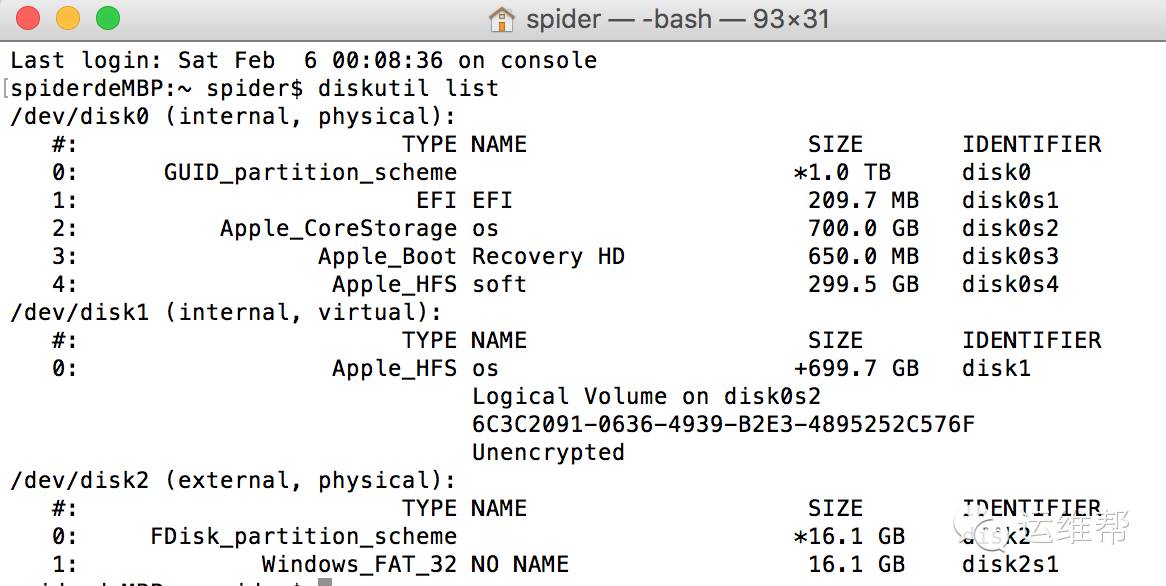 spider — -bash — 93×31
Last login: Sat Feb  6 00:08:36 on console
[spiderdeMBP:~ spider$ diskutil list
/dev/disk0 (internal, physical):
   #:                       TYPE NAME                    SIZE       IDENTIFIER
   0:      GUID_partition_scheme                        *1.0 TB     disk0
   1:                        EFI EFI                     209.7 MB   disk0s1
   2:          Apple_CoreStorage os                      700.0 GB   disk0s2
   3:                 Apple_Boot Recovery HD             650.0 MB   disk0s3
   4:                  Apple_HFS soft                    299.5 GB   disk0s4
/dev/disk1 (internal, virtual):
   #:                       TYPE NAME                    SIZE       IDENTIFIER
   0:                  Apple_HFS os                     +699.7 GB   disk1
                                 Logical Volume on disk0s2
                                 6C3C2091-0636-4939-B2E3-4895252C576F
                                 Unencrypted
/dev/disk2 (external, physical):
   #:                       TYPE NAME                    SIZE       IDENTIFIER
   0:     FDisk_partition_scheme                        *16.1 GB    disk2
   1:             Windows_FAT_32 NO NAME                 16.1 GB    disk2s1
spiderdeMBP:~ spider$
运维帮